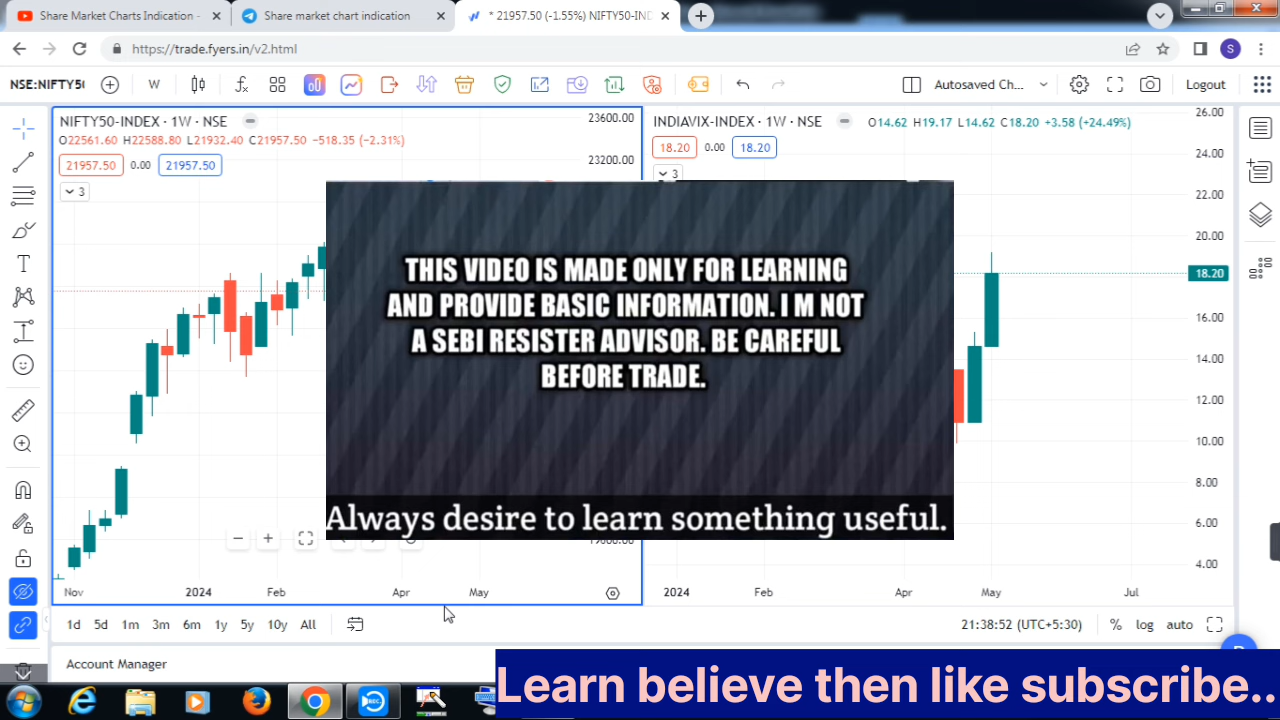 Share Market Charts Indication -
Share market chart indication
* 21957.50 (-1.55%) NIFTY50-IND
https://trade.fyers.in/v2.html
S
NSE:NIFTY50
W
Autosaved Ch...
Logout
NIFTY50-INDEX · 1W · NSE
O22561.60 H22588.80 L21932.40 C21957.50 -518.35 (-2.31%)
21957.50 0.00 21957.50
3
23600.00
23200.00
INDIAVIX-INDEX · 1W · NSE
O14.62 H19.17 L14.62 C18.20 +3.58 (+24.49%)
18.20 0.00 18.20
3
26.00
24.00
22.00
20.00
18.20
16.00
14.00
12.00
10.00
8.00
6.00
4.00
THIS VIDEO IS MADE ONLY FOR LEARNING
AND PROVIDE BASIC INFORMATION. I M NOT
A SEBI RESISTER ADVISOR. BE CAREFUL
BEFORE TRADE.
Always desire to learn something useful.
Nov 2024 Feb Apr May
2024 Feb Apr May Jul
1d 5d 1m 3m 6m 1y 5y 10y All
21:38:52 (UTC+5:30) % log auto
Account Manager
Learn believe then like subscribe..